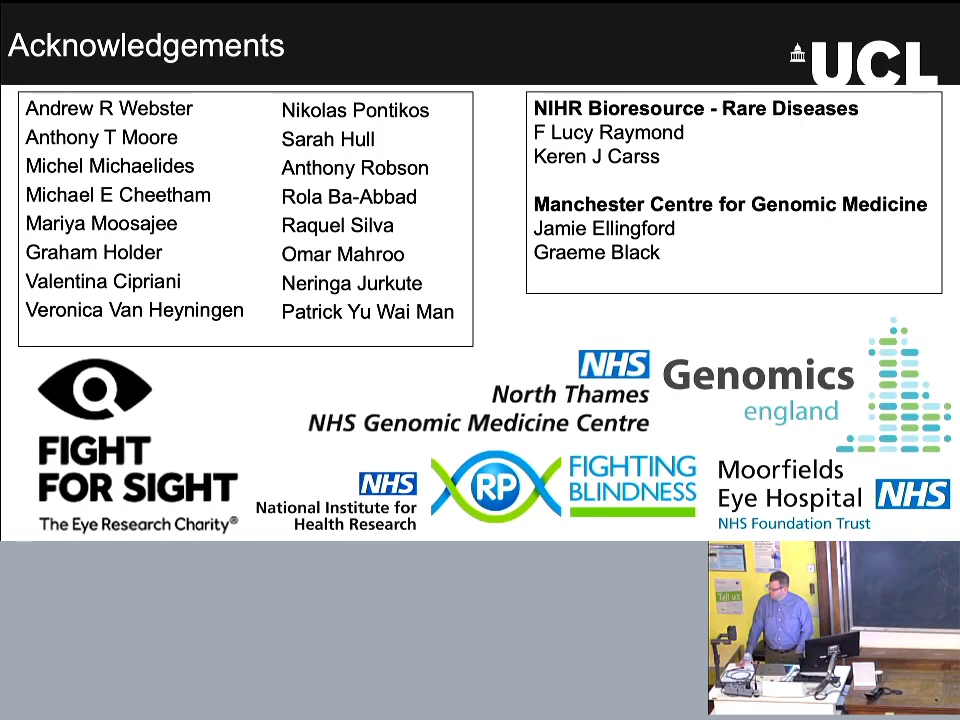 Acknowledgements
UCL
Andrew R Webster
Anthony T Moore
Michel Michaelides
Michael E Cheetham
Mariya Moosajee
Graham Holder
Valentina Cipriani
Veronica Van Heyningen
Nikolas Pontikos
Sarah Hull
Anthony Robson
Rola Ba-Abbad
Raquel Silva
Omar Mahroo
Neringa Jurkute
Patrick Yu Wai Man
NIHR Bioresource - Rare Diseases
F Lucy Raymond
Keren J Carss
Manchester Centre for Genomic Medicine
Jamie Ellingford
Graeme Black
FIGHT
FOR SIGHT
The Eye Research Charity®
NHS
North Thames
NHS Genomic Medicine Centre
Genomics
england
NHS
National Institute for
Health Research
RP
FIGHTING
BLINDNESS
Moorfields
Eye Hospital NHS
NHS Foundation Trust
Tell us